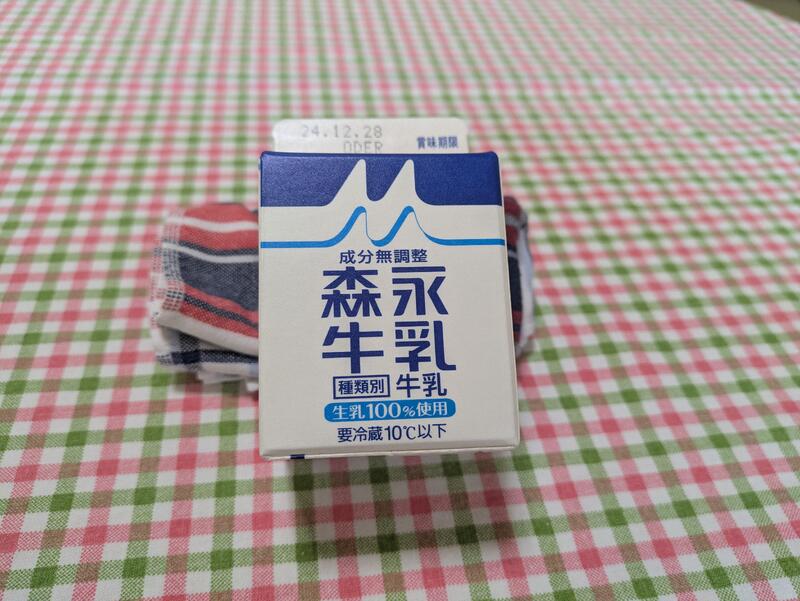 24.12.28
ODER
賞味期限
成分無調整
森永
牛乳
種類別 牛乳
生乳100%使用
要冷蔵10℃以下